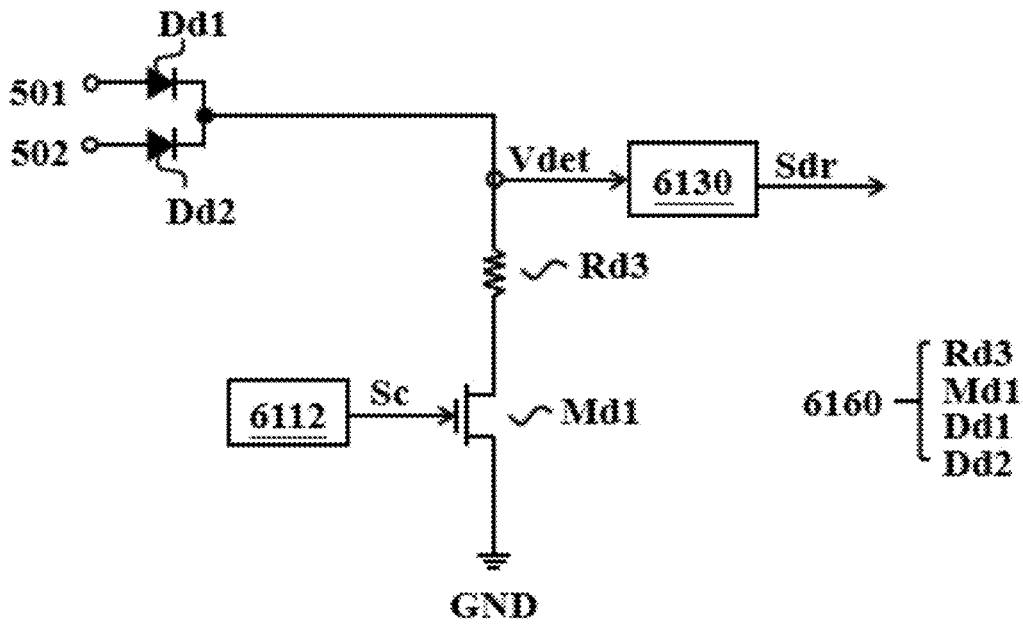 Dd1
501
502
Dd2
Vdet
6130
Sdr
Rd3
6112
Sc
Md1
6160
Rd3
Md1
Dd1
Dd2
GND